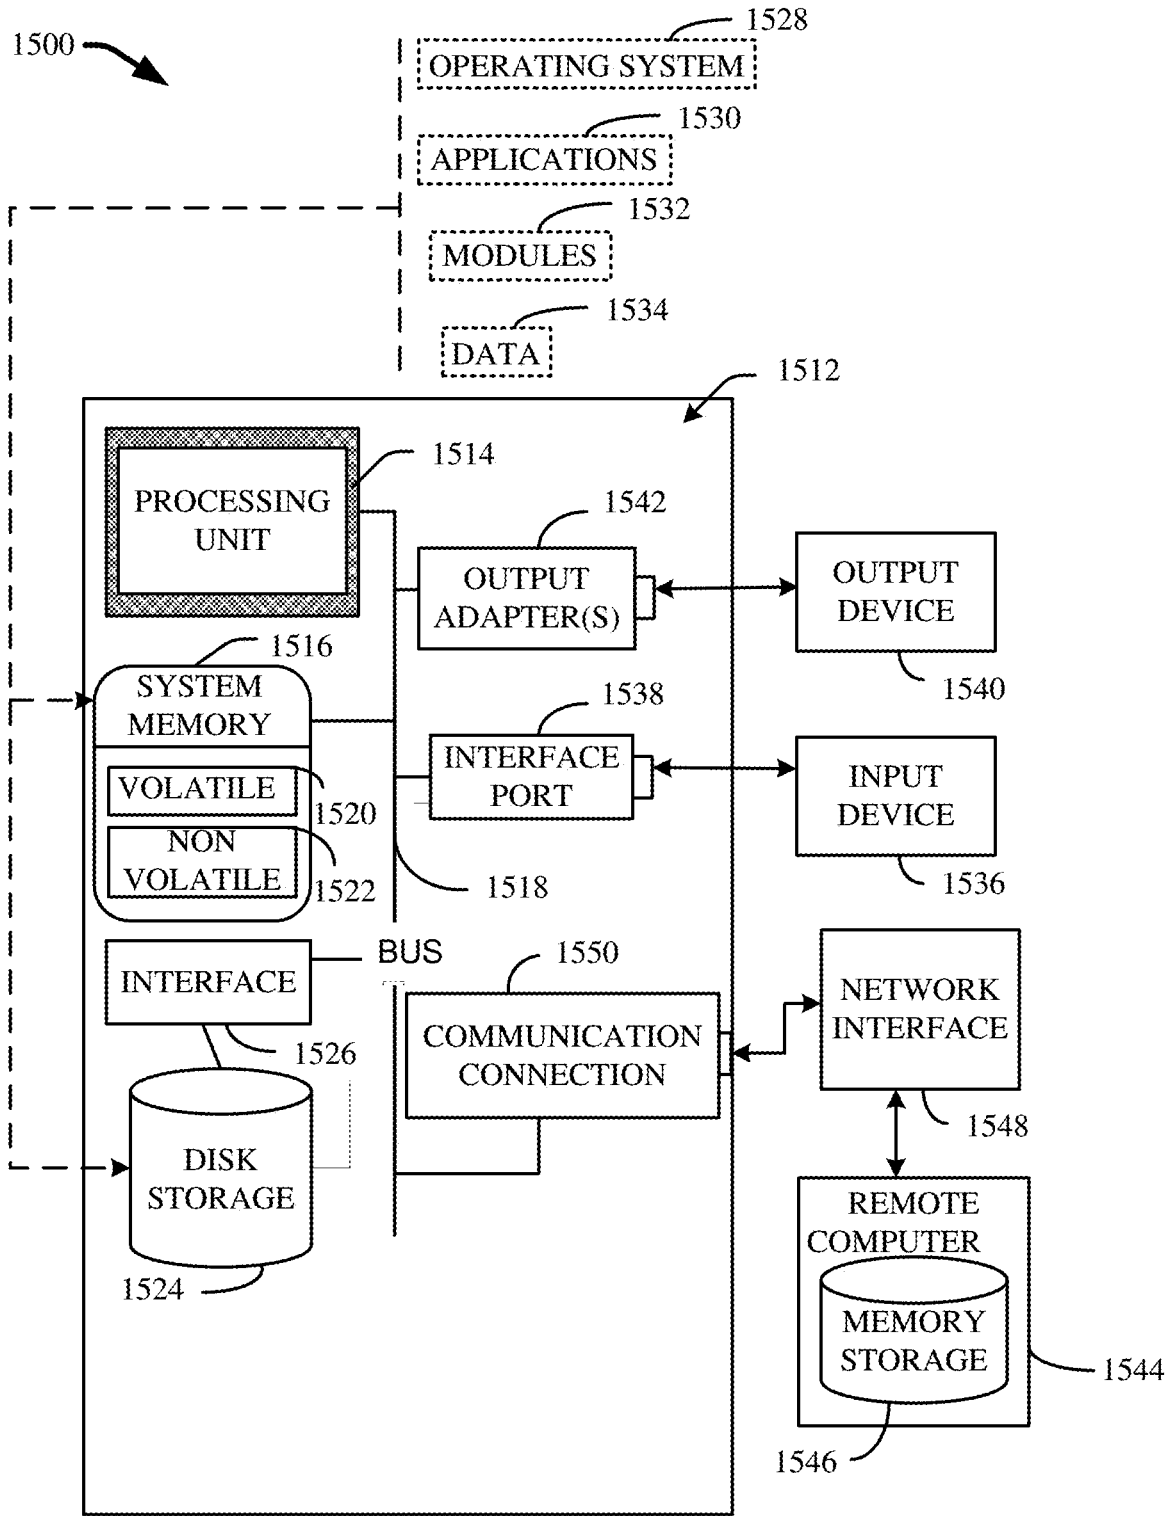 1528
1500
OPERATING SYSTEM
1530
APPLICATIONS
1532
MODULES
1534
DATA
1512
1514
PROCESSING
UNIT
1542
OUTPUT
ADAPTER(S)
OUTPUT
DEVICE
1540
1516
SYSTEM
MEMORY
VOLATILE
1520
NON
VOLATILE
1522
1538
INTERFACE
PORT
INPUT
DEVICE
1536
1518
BUS
INTERFACE
1526
1550
COMMUNICATION
CONNECTION
NETWORK
INTERFACE
1548
DISK
STORAGE
1524
REMOTE
COMPUTER
MEMORY
STORAGE
1544
1546